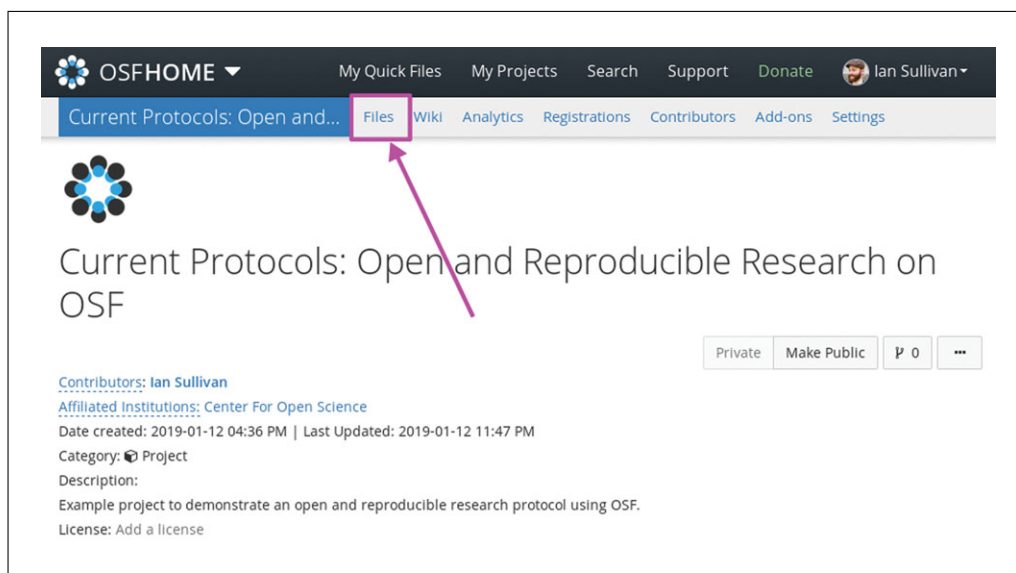 OSFHOME My Quick Files My Projects Search Support Donate Ian Sullivan
Current Protocols: Open and... Files Wiki Analytics Registrations Contributors Add-ons Settings
Current Protocols: Open and Reproducible Research on
OSF
Private Make Public 0 ...
Contributors: Ian Sullivan
Affiliated Institutions: Center For Open Science
Date created: 2019-01-12 04:36 PM | Last Updated: 2019-01-12 11:47 PM
Category: Project
Description:
Example project to demonstrate an open and reproducible research protocol using OSF.
License: Add a license